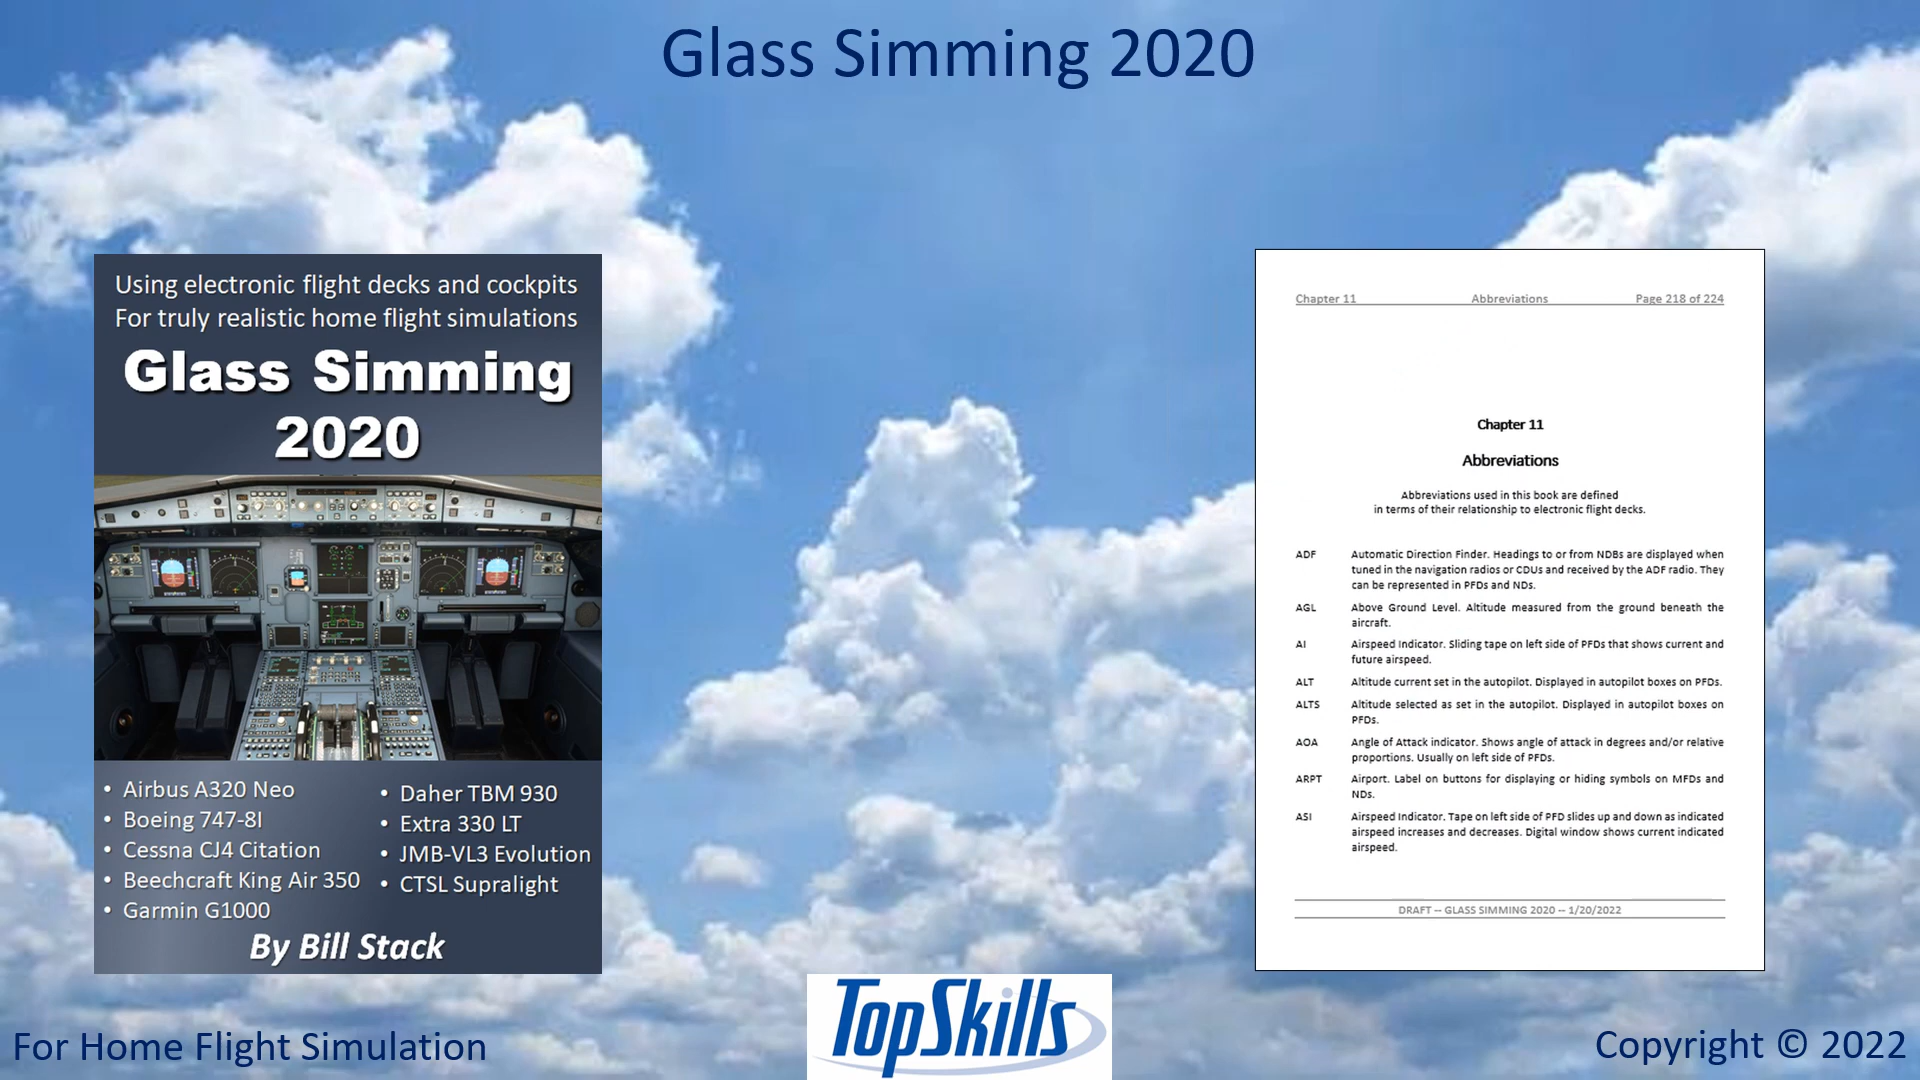 Glass Simming 2020
Using electronic flight decks and cockpits
For truly realistic home flight simulations
Glass Simming
2020
• Airbus A320 Neo
• Boeing 747-8I
• Cessna CJ4 Citation
• Beechcraft King Air 350
• Garmin G1000
• Daher TBM 930
• Extra 330 LT
• JMB-VL3 Evolution
• CTSL Supralight
By Bill Stack
Chapter 11 Abbreviations Page 218 of 224
Chapter 11
Abbreviations
Abbreviations used in this book are defined
in terms of their relationship to electronic flight decks.
ADF Automatic Direction Finder. Headings to or from NDBs are displayed when
tuned in the navigation radios or CDUs and received by the ADF radio. They
can be represented in PFDs and NDs.
AGL Above Ground Level. Altitude measured from the ground beneath the
aircraft.
AI Airspeed Indicator. Sliding tape on left side of PFDs that shows current and
future airspeed.
ALT Altitude current set in the autopilot. Displayed in autopilot boxes on PFDs.
ALTS Altitude selected as set in the autopilot. Displayed in autopilot boxes on
PFDs.
AOA Angle of Attack indicator. Shows angle of attack in degrees and/or relative
proportions. Usually on left side of PFDs.
ARPT Airport. Label on buttons for displaying or hiding symbols on MFDs and
NDs.
ASI Airspeed Indicator. Tape on left side of PFD slides up and down as indicated
airspeed increases and decreases. Digital window shows current indicated
airspeed.
DRAFT -- GLASS SIMMING 2020 -- 1/20/2022
For Home Flight Simulation
TopSkills
Copyright © 2022